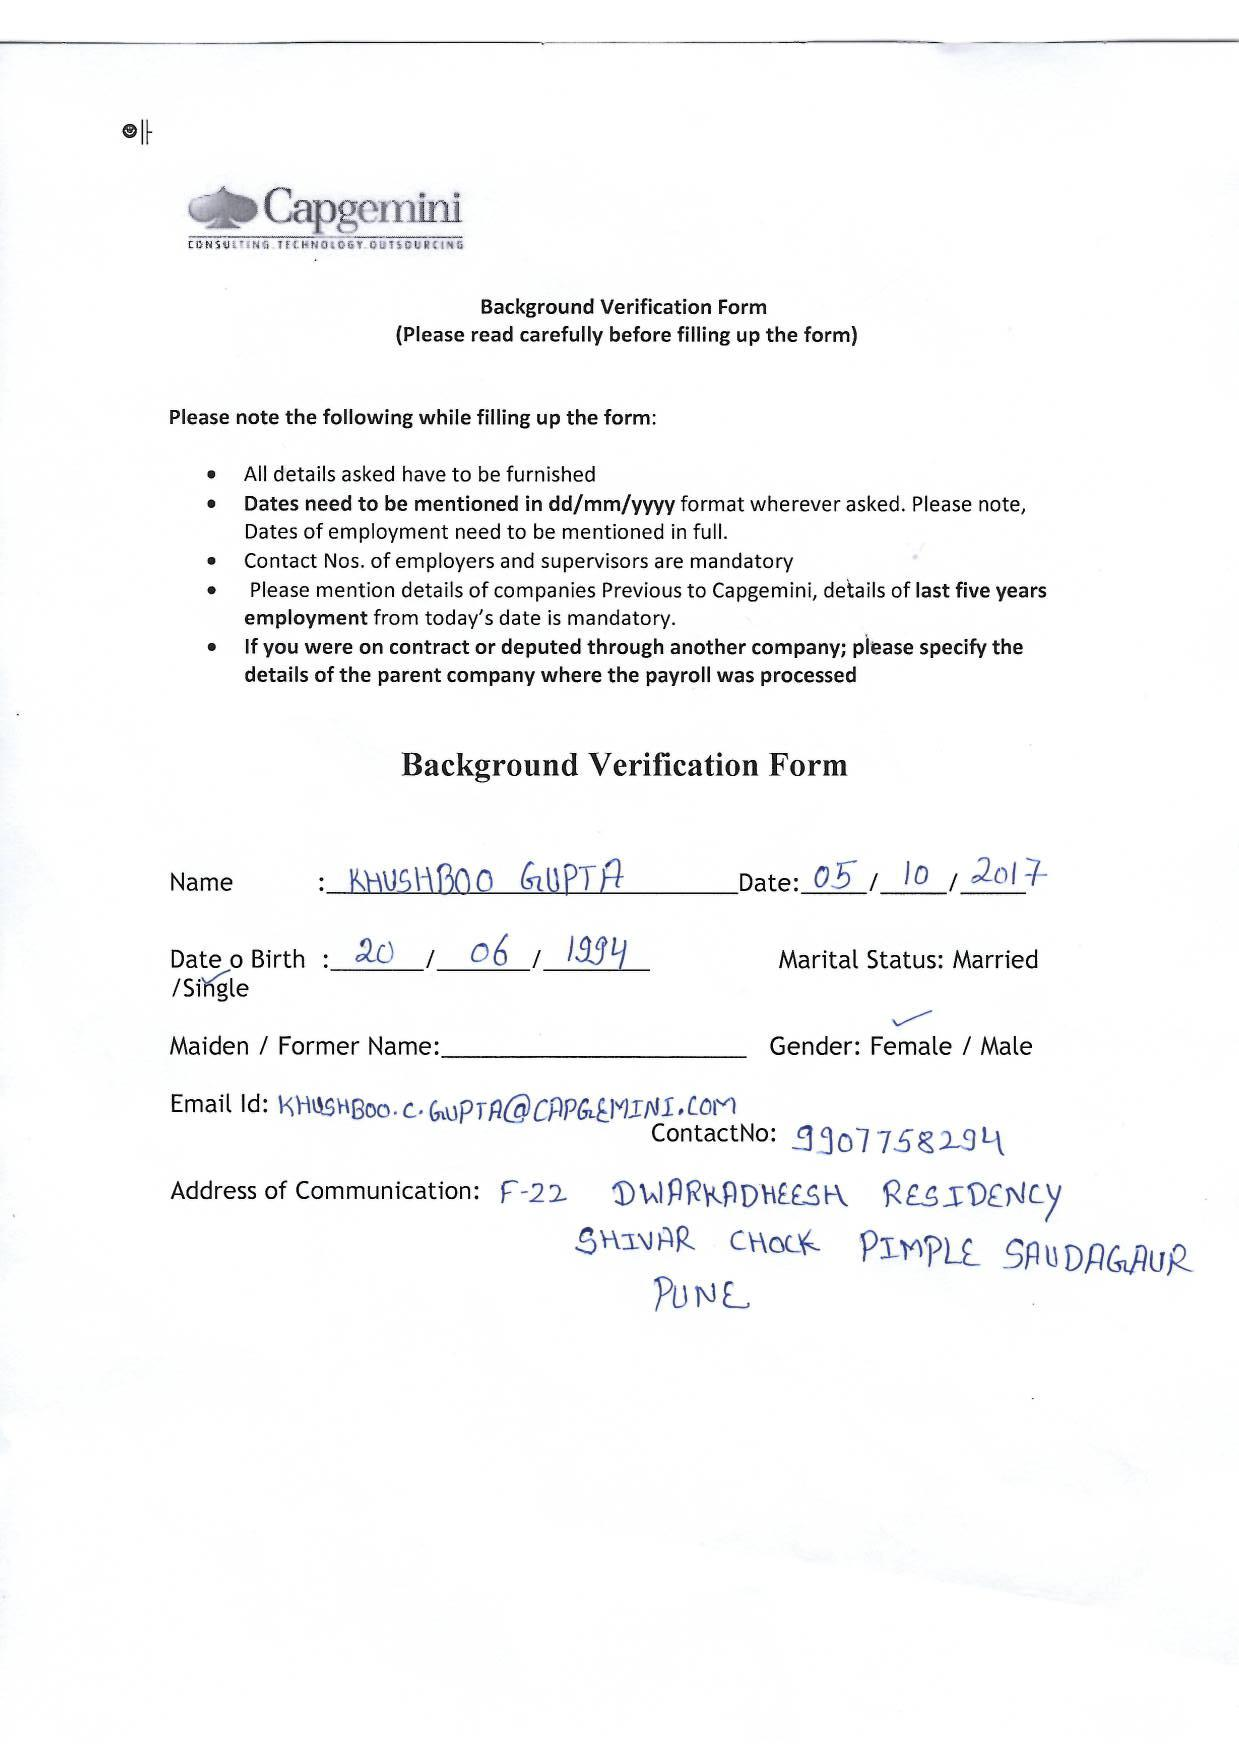 Capgemini
CONSULTING.TECHNOLOGY.OUTSOURCING
Background Verification Form
(Please read carefully before filling up the form)
Please note the following while filling up the form:
• All details asked have to be furnished
• Dates need to be mentioned in dd/mm/yyyy format wherever asked. Please note,
Dates of employment need to be mentioned in full.
• Contact Nos. of employers and supervisors are mandatory
• Please mention details of companies Previous to Capgemini, details of last five years
employment from today's date is mandatory.
• If you were on contract or deputed through another company; please specify the
details of the parent company where the payroll was processed
Background Verification Form
Name : KHUSHBOO GUPTA Date: 05 / 10 / 2017
Date o Birth : 20 / 06 / 1994 Marital Status: Married
/Single
Maiden / Former Name: Gender: Female / Male
Email Id: KHUSHBOO.C.GUPTA@CAPGEMINI.COM
ContactNo: 9907758294
Address of Communication: F-22 DWARKADHEESH RESIDENCY
SHIVAR CHOCK PIMPLE SAUDAGAUR
PUNE